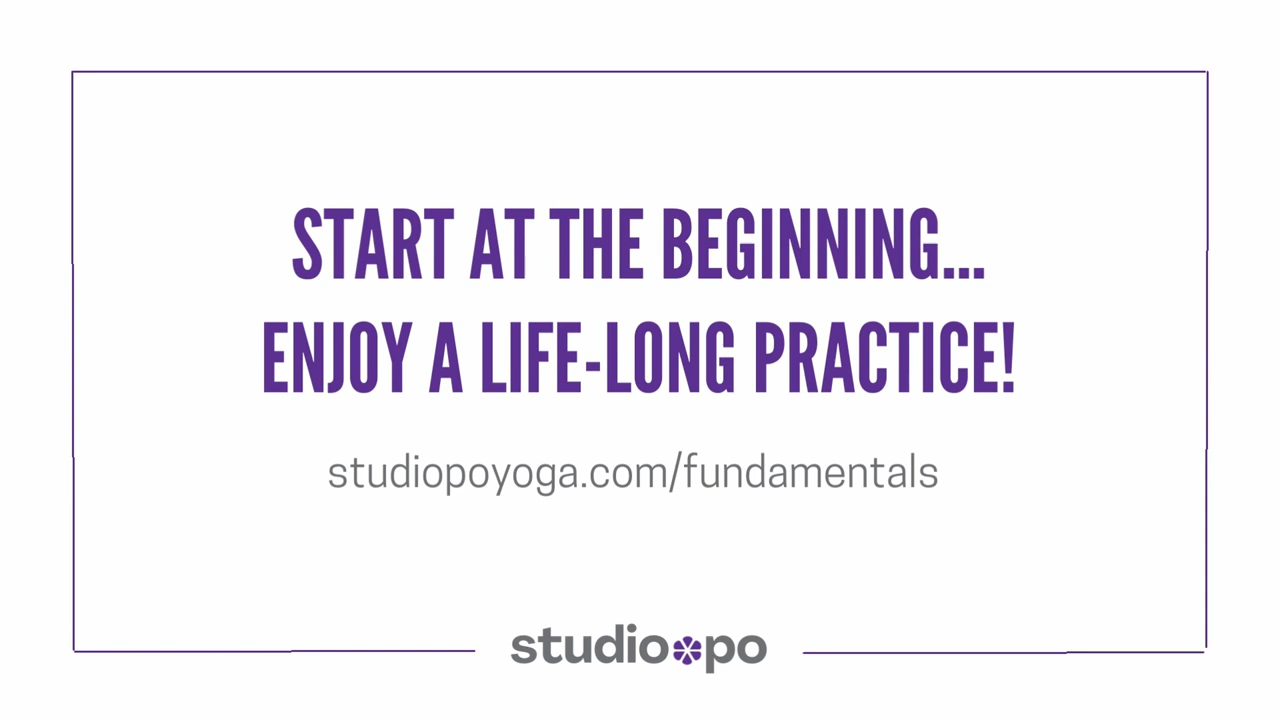 START AT THE BEGINNING...
ENJOY A LIFE-LONG PRACTICE!
studiopoyoga.com/fundamentals
studio po